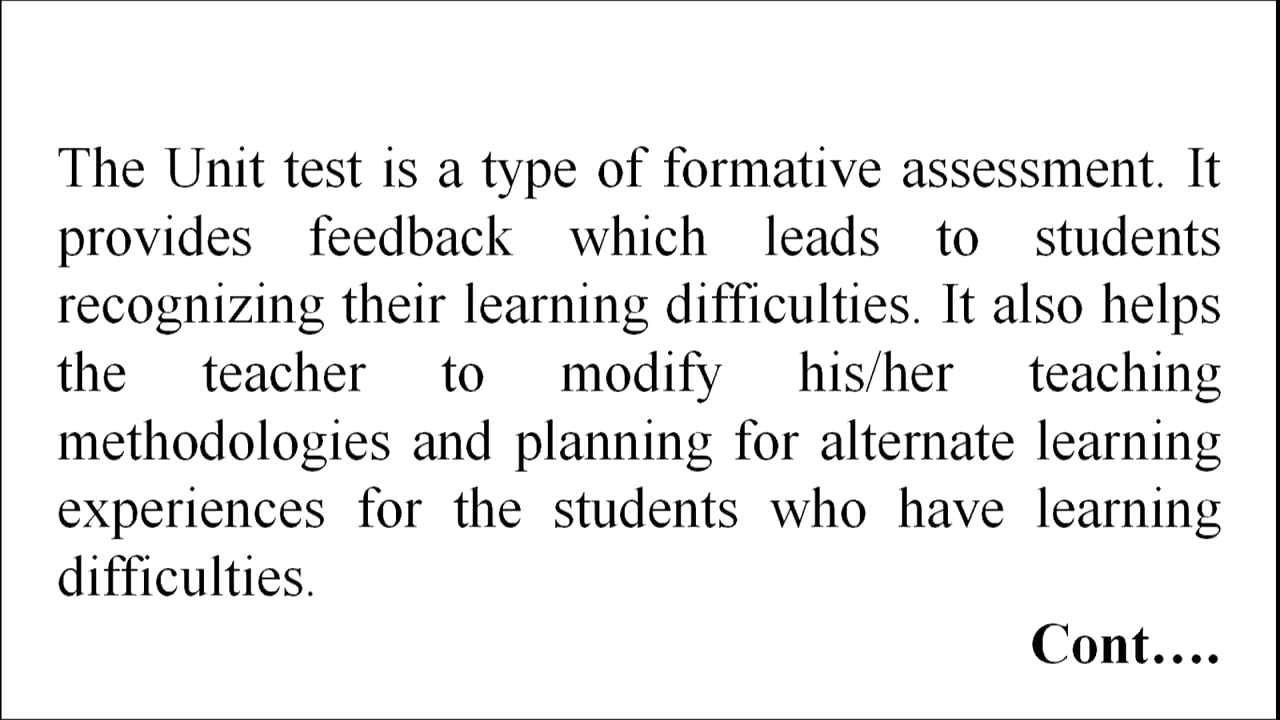 The Unit test is a type of formative assessment. It
provides feedback which leads to students
recognizing their learning difficulties. It also helps
the teacher to modify his/her teaching
methodologies and planning for alternate learning
experiences for the students who have learning
difficulties.
Cont....